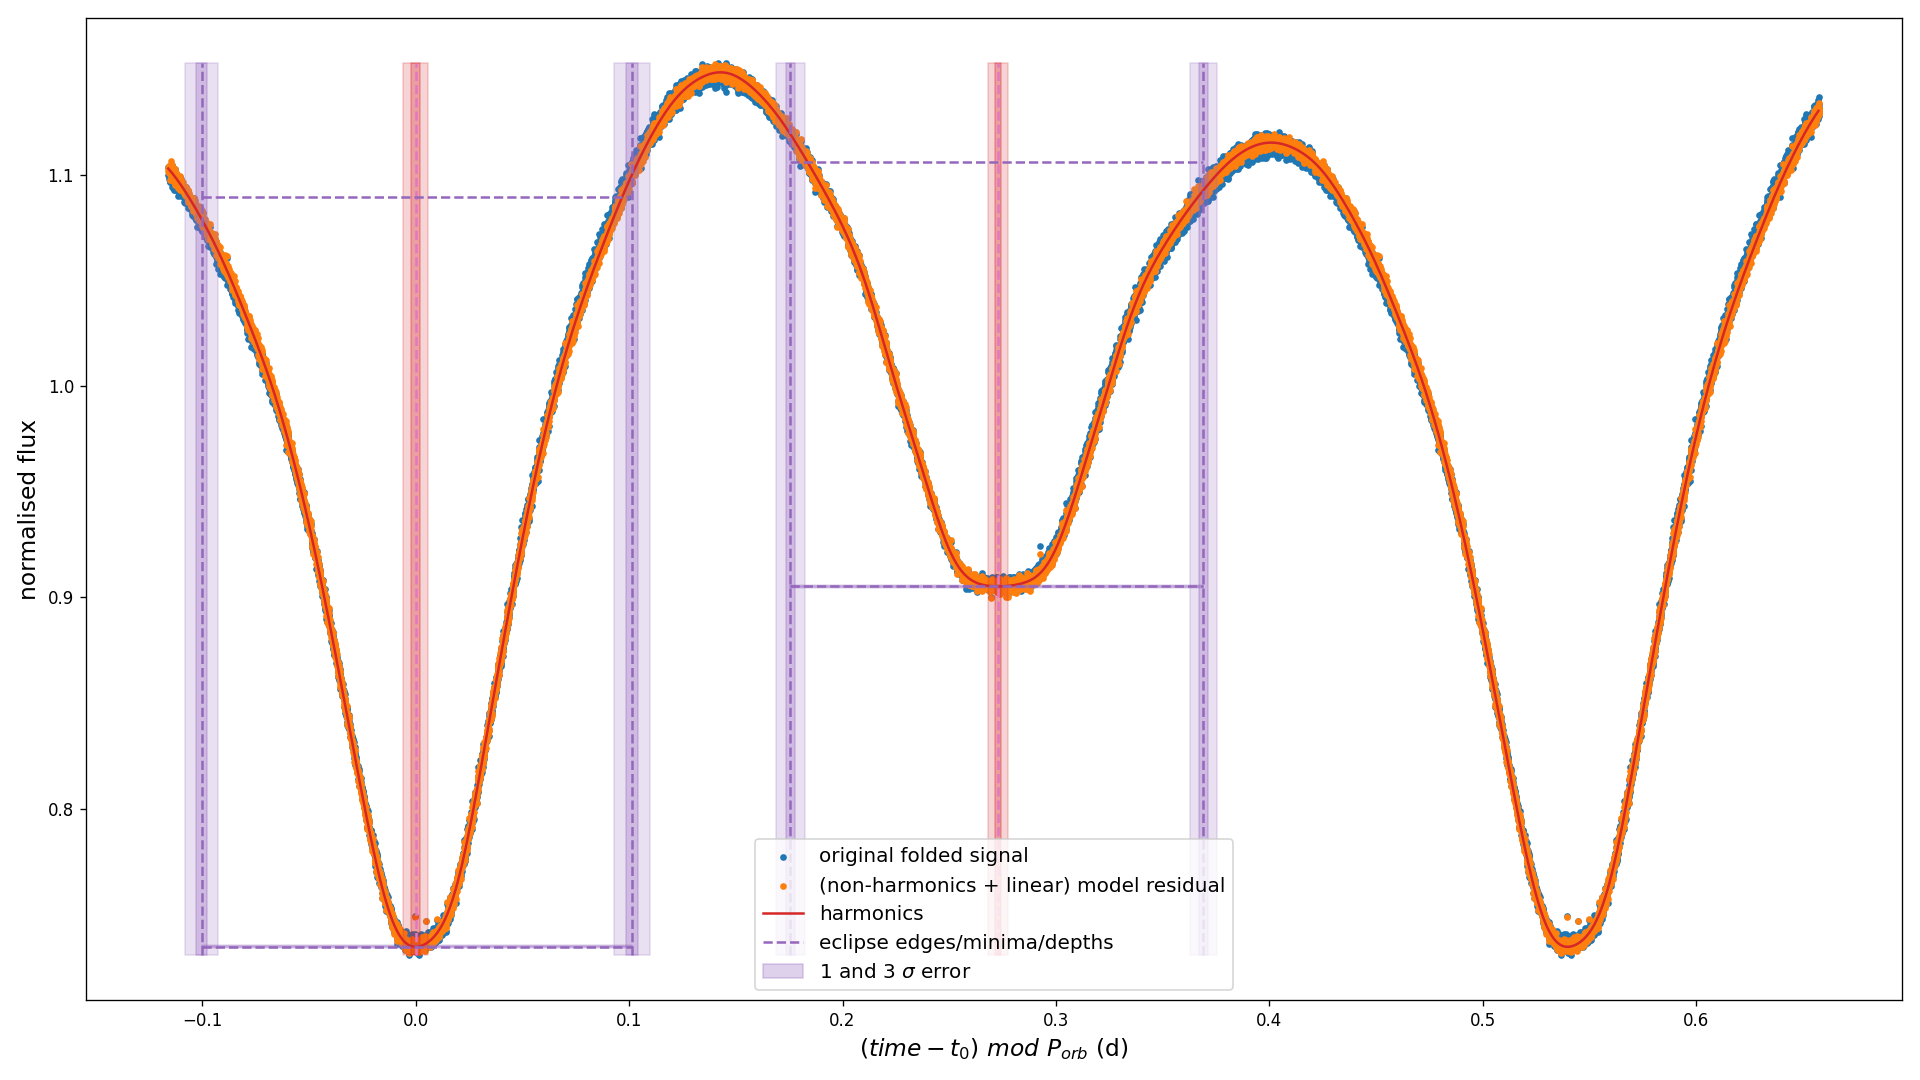 normalised flux
1.1
1.0
0.9
0.8
original folded signal
(non-harmonics + linear) model residual
harmonics
eclipse edges/minima/depths
1 and 3 σ error
−0.1 0.0 0.1 0.2 0.3 0.4 0.5 0.6
(time − t₀) mod P_orb (d)